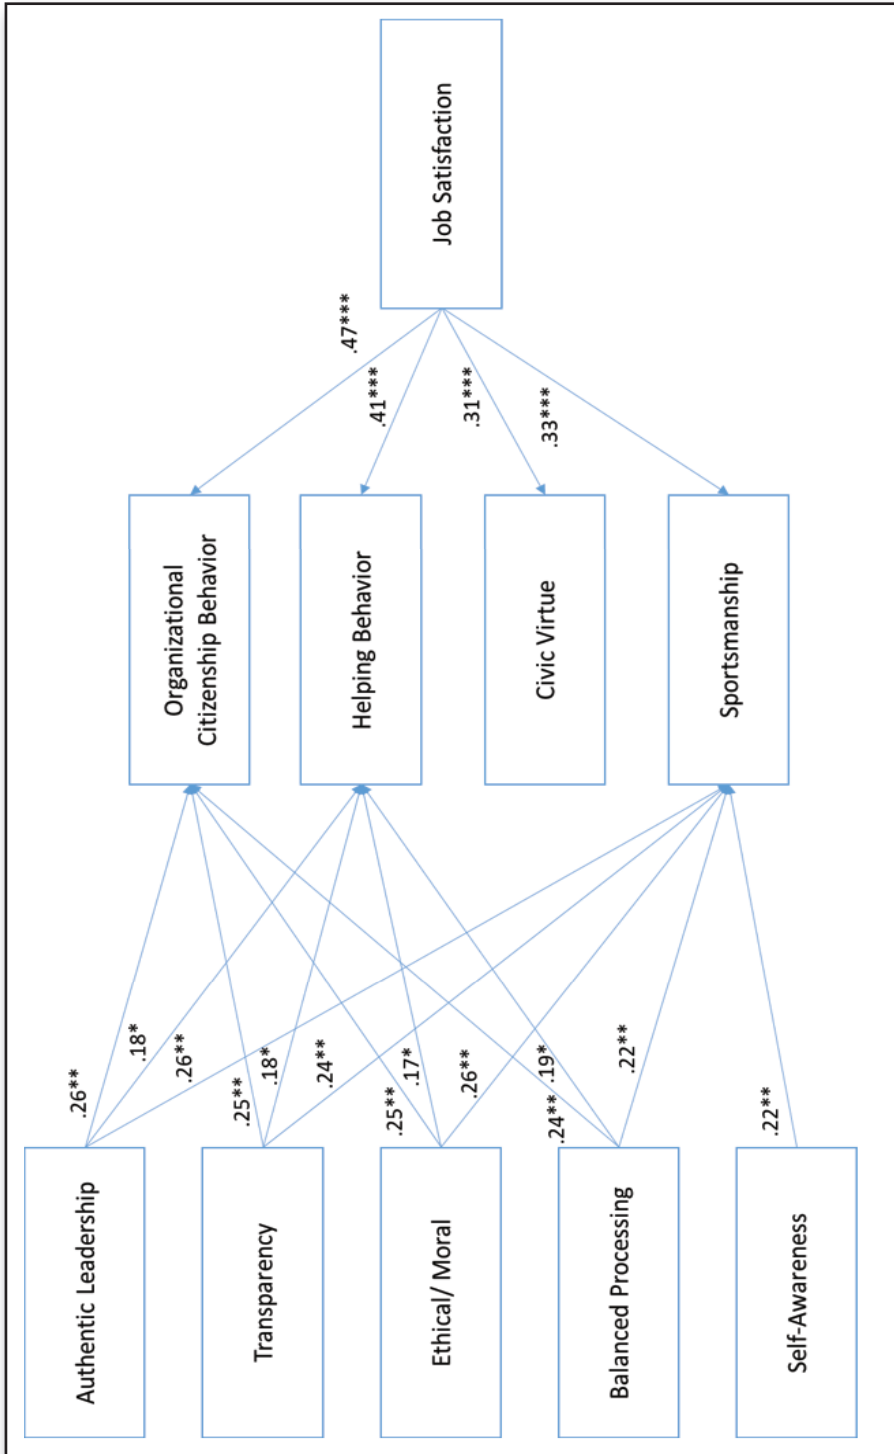 Authentic Leadership
Transparency
Ethical/ Moral
Balanced Processing
Self-Awareness
.26**
.18*
.26**
.25**
.18*
.24**
.25**
.17*
.26**
.24**
.19*
.22**
.22**
Organizational
Citizenship Behavior
Helping Behavior
Civic Virtue
Sportsmanship
.47***
.41***
.31***
.33***
Job Satisfaction